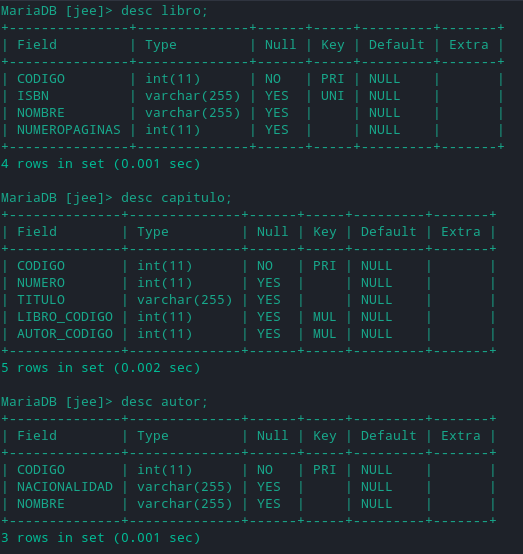 MariaDB [jee]> desc libro;
+---------------+--------------+------+-----+---------+-------+
| Field         | Type         | Null | Key | Default | Extra |
+---------------+--------------+------+-----+---------+-------+
| CODIGO        | int(11)      | NO   | PRI | NULL    |       |
| ISBN          | varchar(255) | YES  | UNI | NULL    |       |
| NOMBRE        | varchar(255) | YES  |     | NULL    |       |
| NUMEROPAGINAS | int(11)      | YES  |     | NULL    |       |
+---------------+--------------+------+-----+---------+-------+
4 rows in set (0.001 sec)

MariaDB [jee]> desc capitulo;
+--------------+--------------+------+-----+---------+-------+
| Field        | Type         | Null | Key | Default | Extra |
+--------------+--------------+------+-----+---------+-------+
| CODIGO       | int(11)      | NO   | PRI | NULL    |       |
| NUMERO       | int(11)      | YES  |     | NULL    |       |
| TITULO       | varchar(255) | YES  |     | NULL    |       |
| LIBRO_CODIGO | int(11)      | YES  | MUL | NULL    |       |
| AUTOR_CODIGO | int(11)      | YES  | MUL | NULL    |       |
+--------------+--------------+------+-----+---------+-------+
5 rows in set (0.002 sec)

MariaDB [jee]> desc autor;
+--------------+--------------+------+-----+---------+-------+
| Field        | Type         | Null | Key | Default | Extra |
+--------------+--------------+------+-----+---------+-------+
| CODIGO       | int(11)      | NO   | PRI | NULL    |       |
| NACIONALIDAD | varchar(255) | YES  |     | NULL    |       |
| NOMBRE       | varchar(255) | YES  |     | NULL    |       |
+--------------+--------------+------+-----+---------+-------+
3 rows in set (0.001 sec)